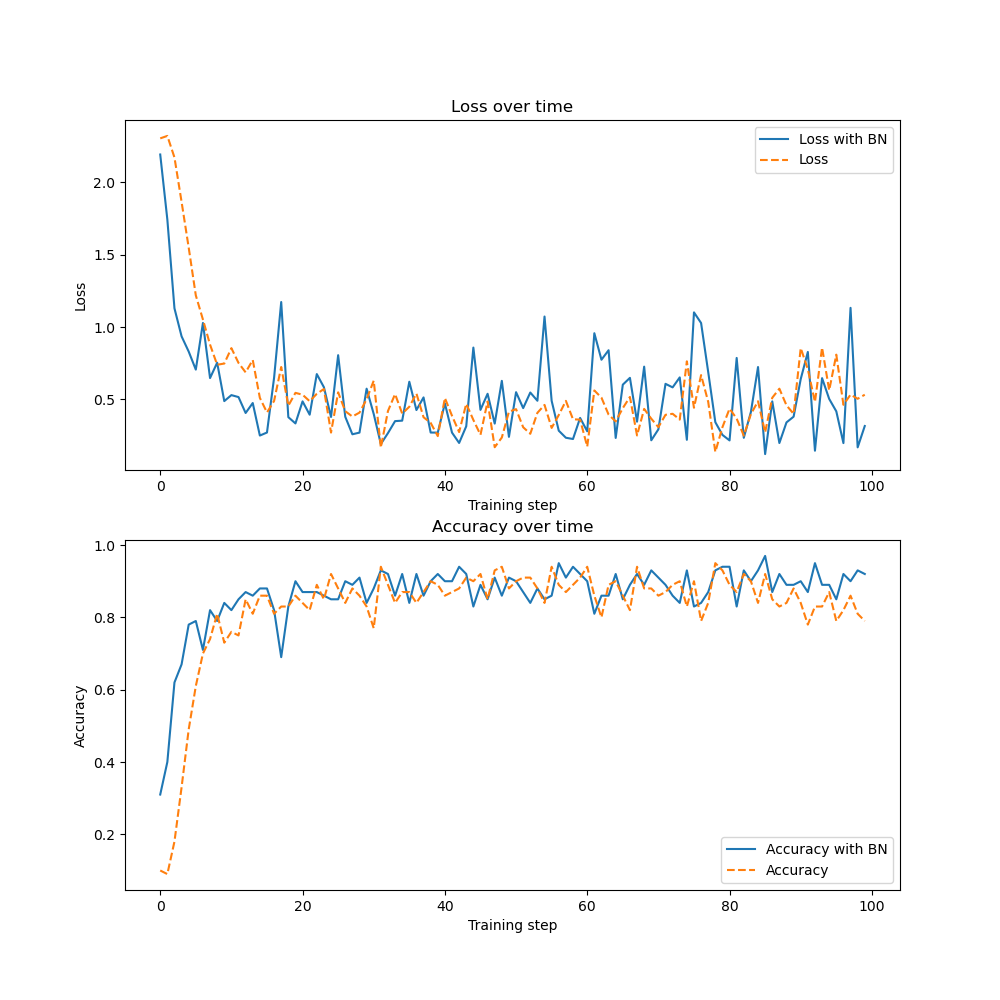 Loss over time
Loss with BN
Loss
2.0
1.5
1.0
0.5
Loss
0
20
40
60
80
100
Training step
Accuracy over time
1.0
0.8
0.6
0.4
0.2
Accuracy
Accuracy with BN
Accuracy
0
20
40
60
80
100
Training step